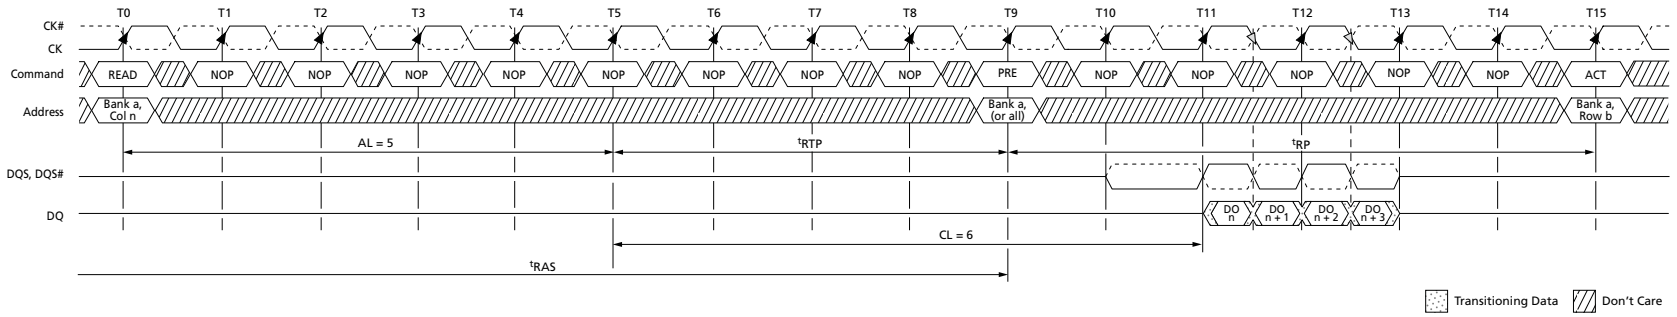 T0 T1 T2 T3 T4 T5 T6 T7 T8 T9 T10 T11 T12 T13 T14 T15
CK#
CK
Command READ NOP NOP NOP NOP NOP NOP NOP NOP PRE NOP NOP NOP NOP NOP ACT
Address Bank a, Col n Bank a, (or all) Bank a, Row b
AL = 5 tRTP tRP
DQS, DQS#
DQ DO n DO n + 1 DO n + 2 DO n + 3
CL = 6
tRAS
Transitioning Data Don't Care